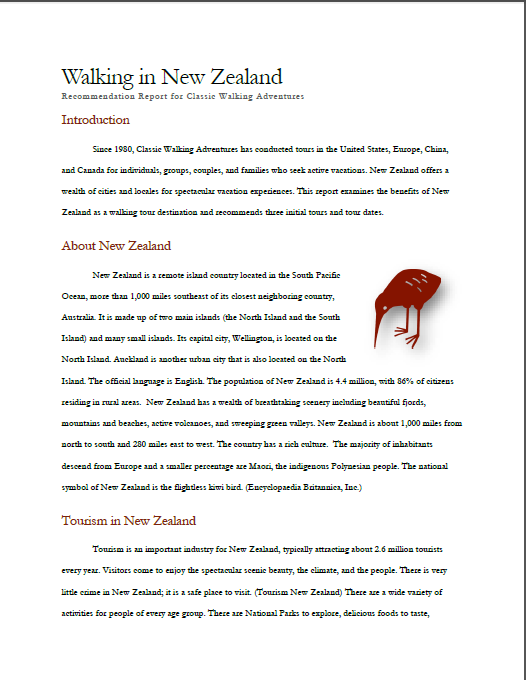 Walking in New Zealand
Recommendation Report for Classic Walking Adventures
Introduction
Since 1980, Classic Walking Adventures has conducted tours in the United States, Europe, China,
and Canada for individuals, groups, couples, and families who seek active vacations. New Zealand offers a
wealth of cities and locales for spectacular vacation experiences. This report examines the benefits of New
Zealand as a walking tour destination and recommends three initial tours and tour dates.
About New Zealand
New Zealand is a remote island country located in the South Pacific
Ocean, more than 1,000 miles southeast of its closest neighboring country,
Australia. It is made up of two main islands (the North Island and the South
Island) and many small islands. Its capital city, Wellington, is located on the
North Island. Auckland is another urban city that is also located on the North
Island. The official language is English. The population of New Zealand is 4.4 million, with 86% of citizens
residing in rural areas. New Zealand has a wealth of breathtaking scenery including beautiful fjords,
mountains and beaches, active volcanoes, and sweeping green valleys. New Zealand is about 1,000 miles from
north to south and 280 miles east to west. The country has a rich culture. The majority of inhabitants
descend from Europe and a smaller percentage are Maori, the indigenous Polynesian people. The national
symbol of New Zealand is the flightless kiwi bird. (Encyclopaedia Britannica, Inc.)
Tourism in New Zealand
Tourism is an important industry for New Zealand, typically attracting about 2.6 million tourists
every year. Visitors come to enjoy the spectacular scenic beauty, the climate, and the people. There is very
little crime in New Zealand; it is a safe place to visit. (Tourism New Zealand) There are a wide variety of
activities for people of every age group. There are National Parks to explore, delicious foods to taste,